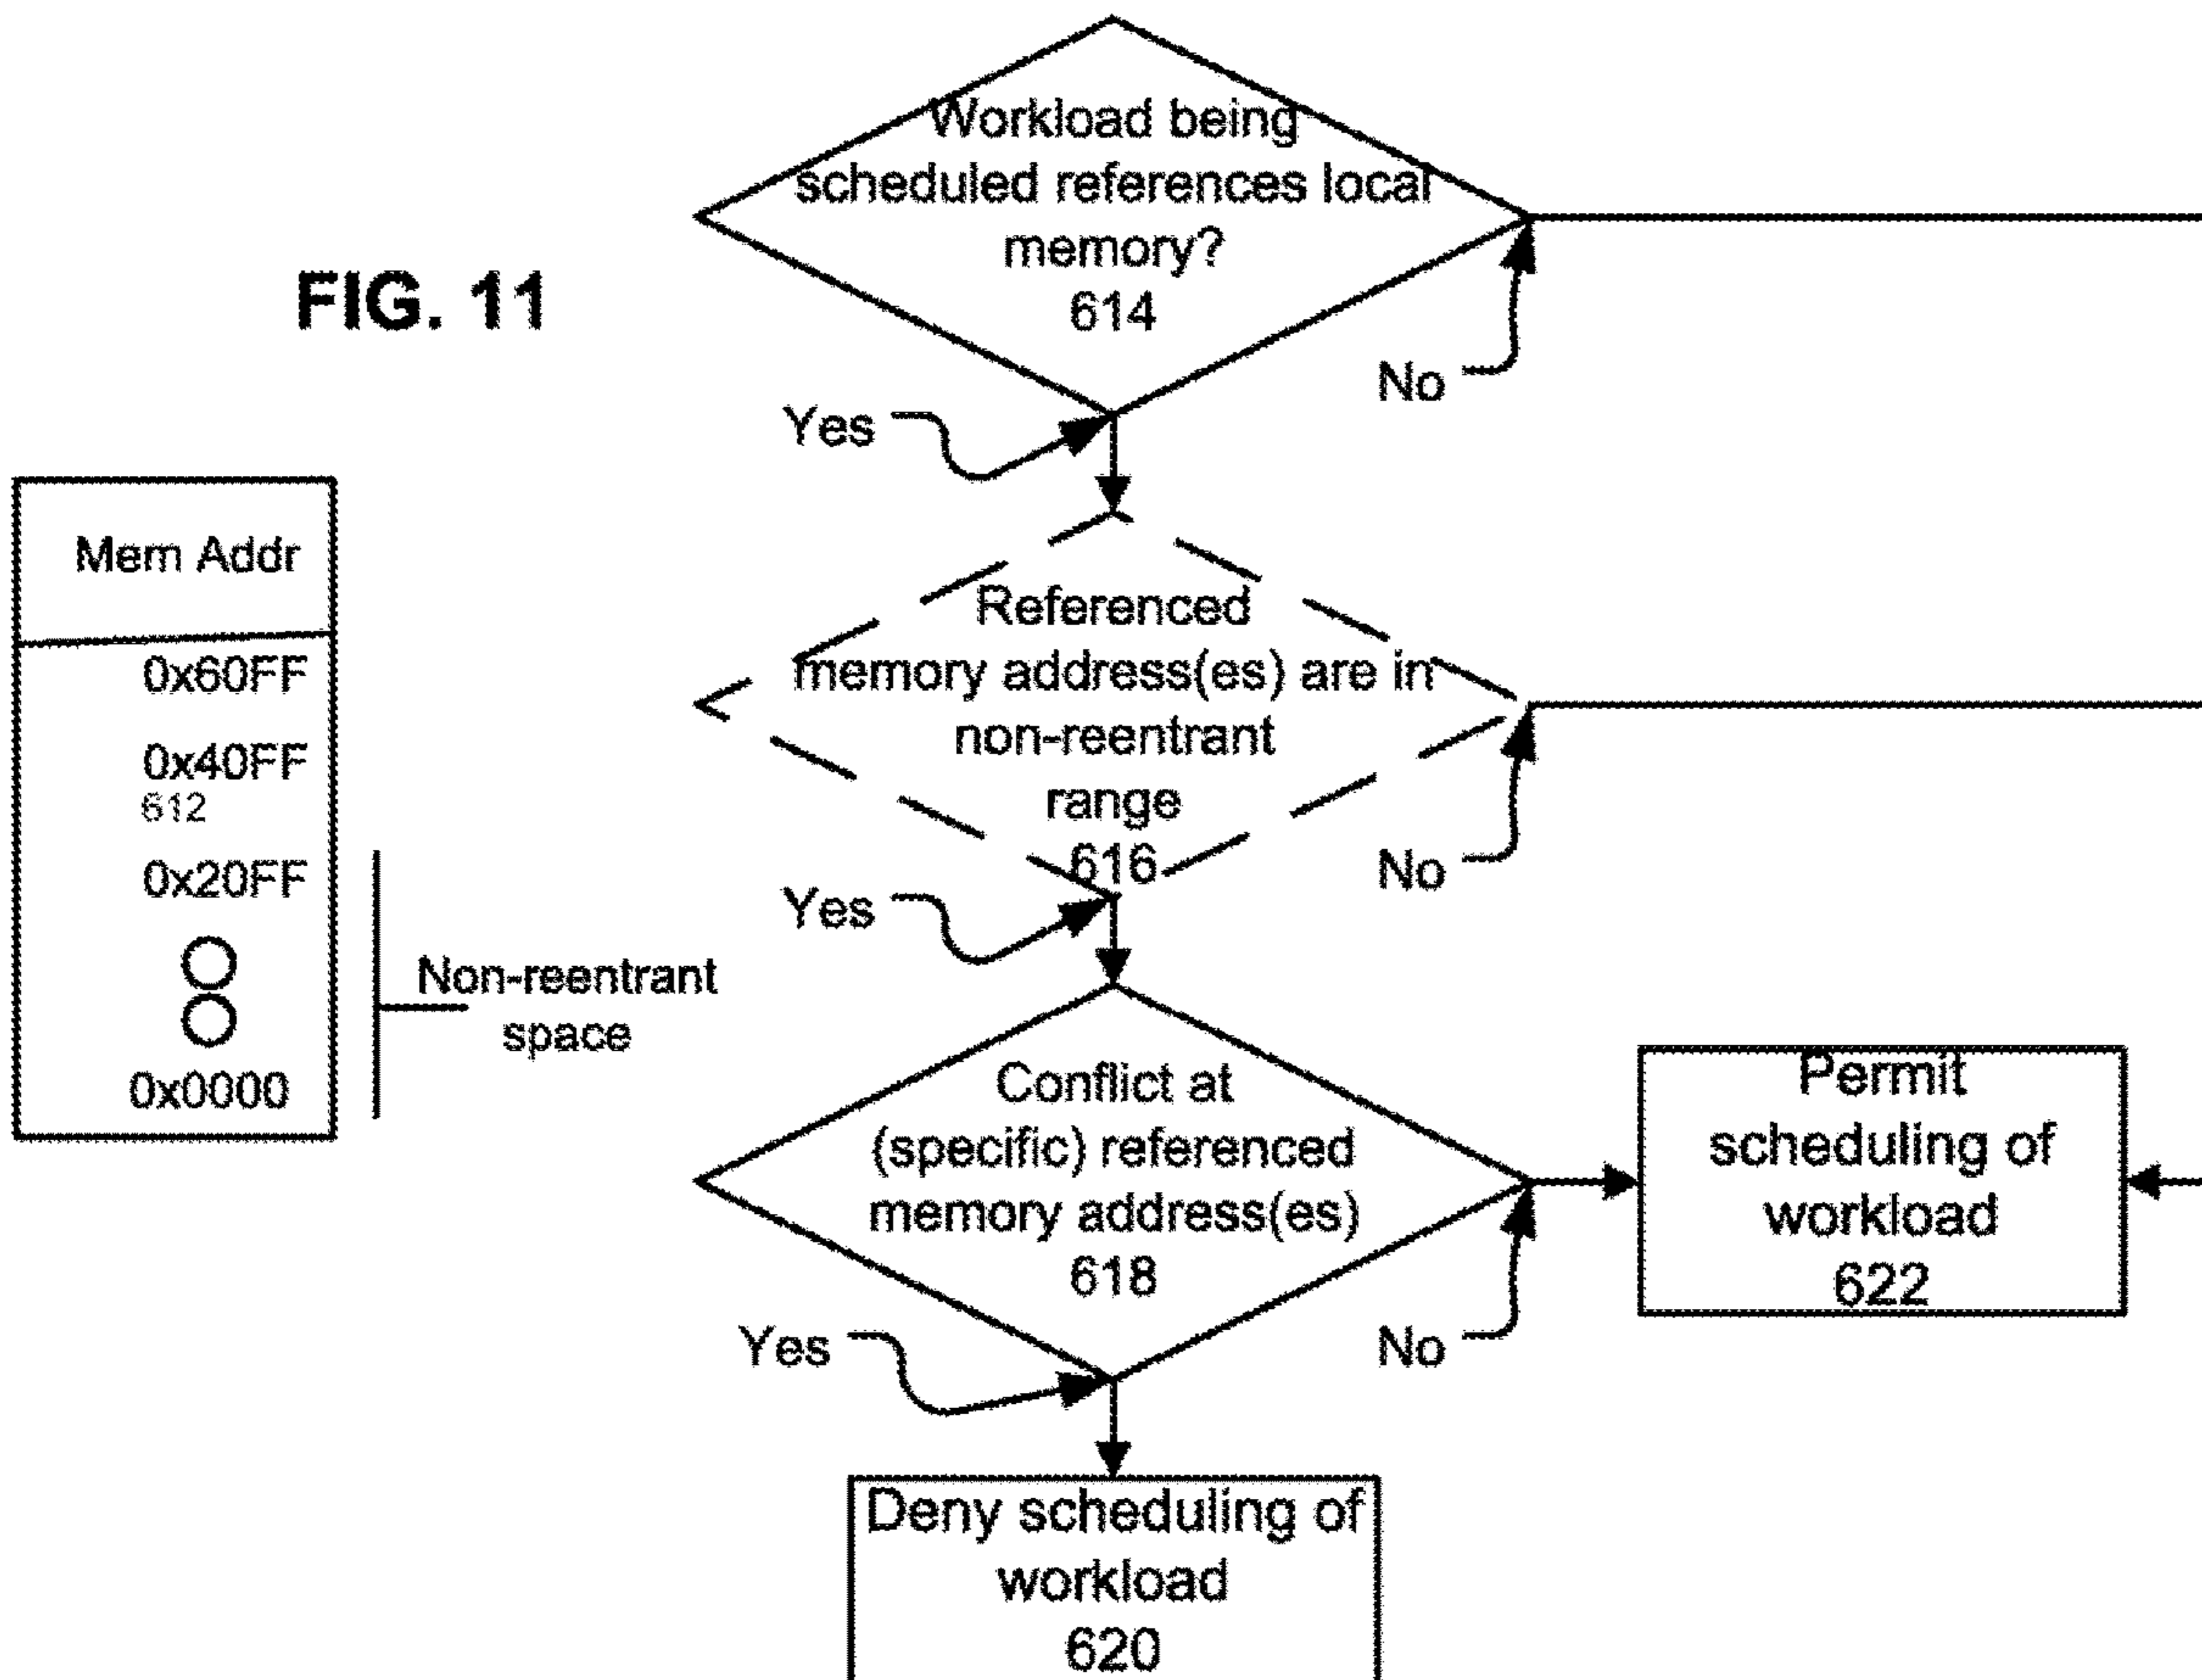 FIG. 11
Workload being
scheduled references local
memory?
614
No
Yes
Mem Addr
0x60FF
0x40FF
612
0x20FF
0x0000
Non-reentrant
space
Referenced
memory address(es) are in
non-reentrant
range
616
No
Yes
Conflict at
(specific) referenced
memory address(es)
618
No
Yes
Permit
scheduling of
workload
622
Deny scheduling of
workload
620